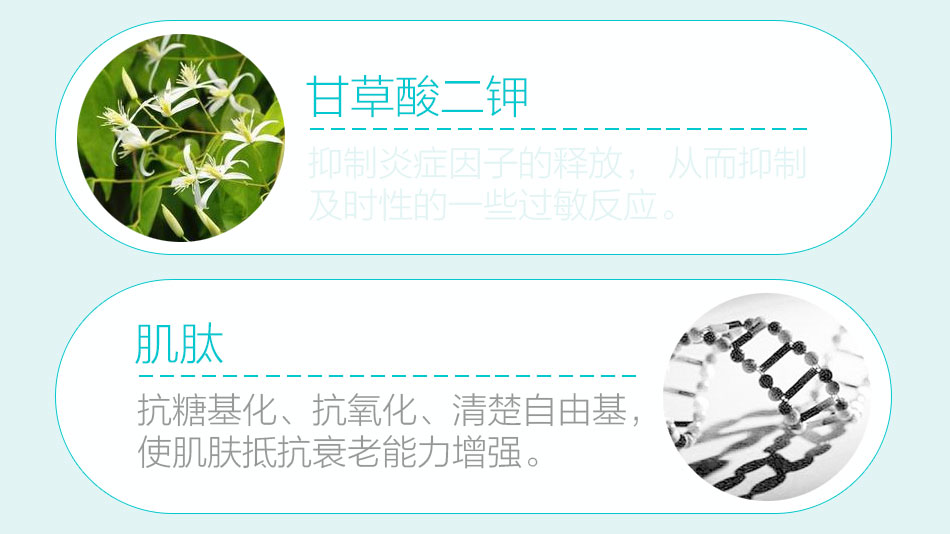 甘草酸二钾
抑制炎症因子的释放，从而抑制
及时性的一些过敏反应。
肌肽
抗糖基化、抗氧化、清楚自由基，
使肌肤抵抗衰老能力增强。